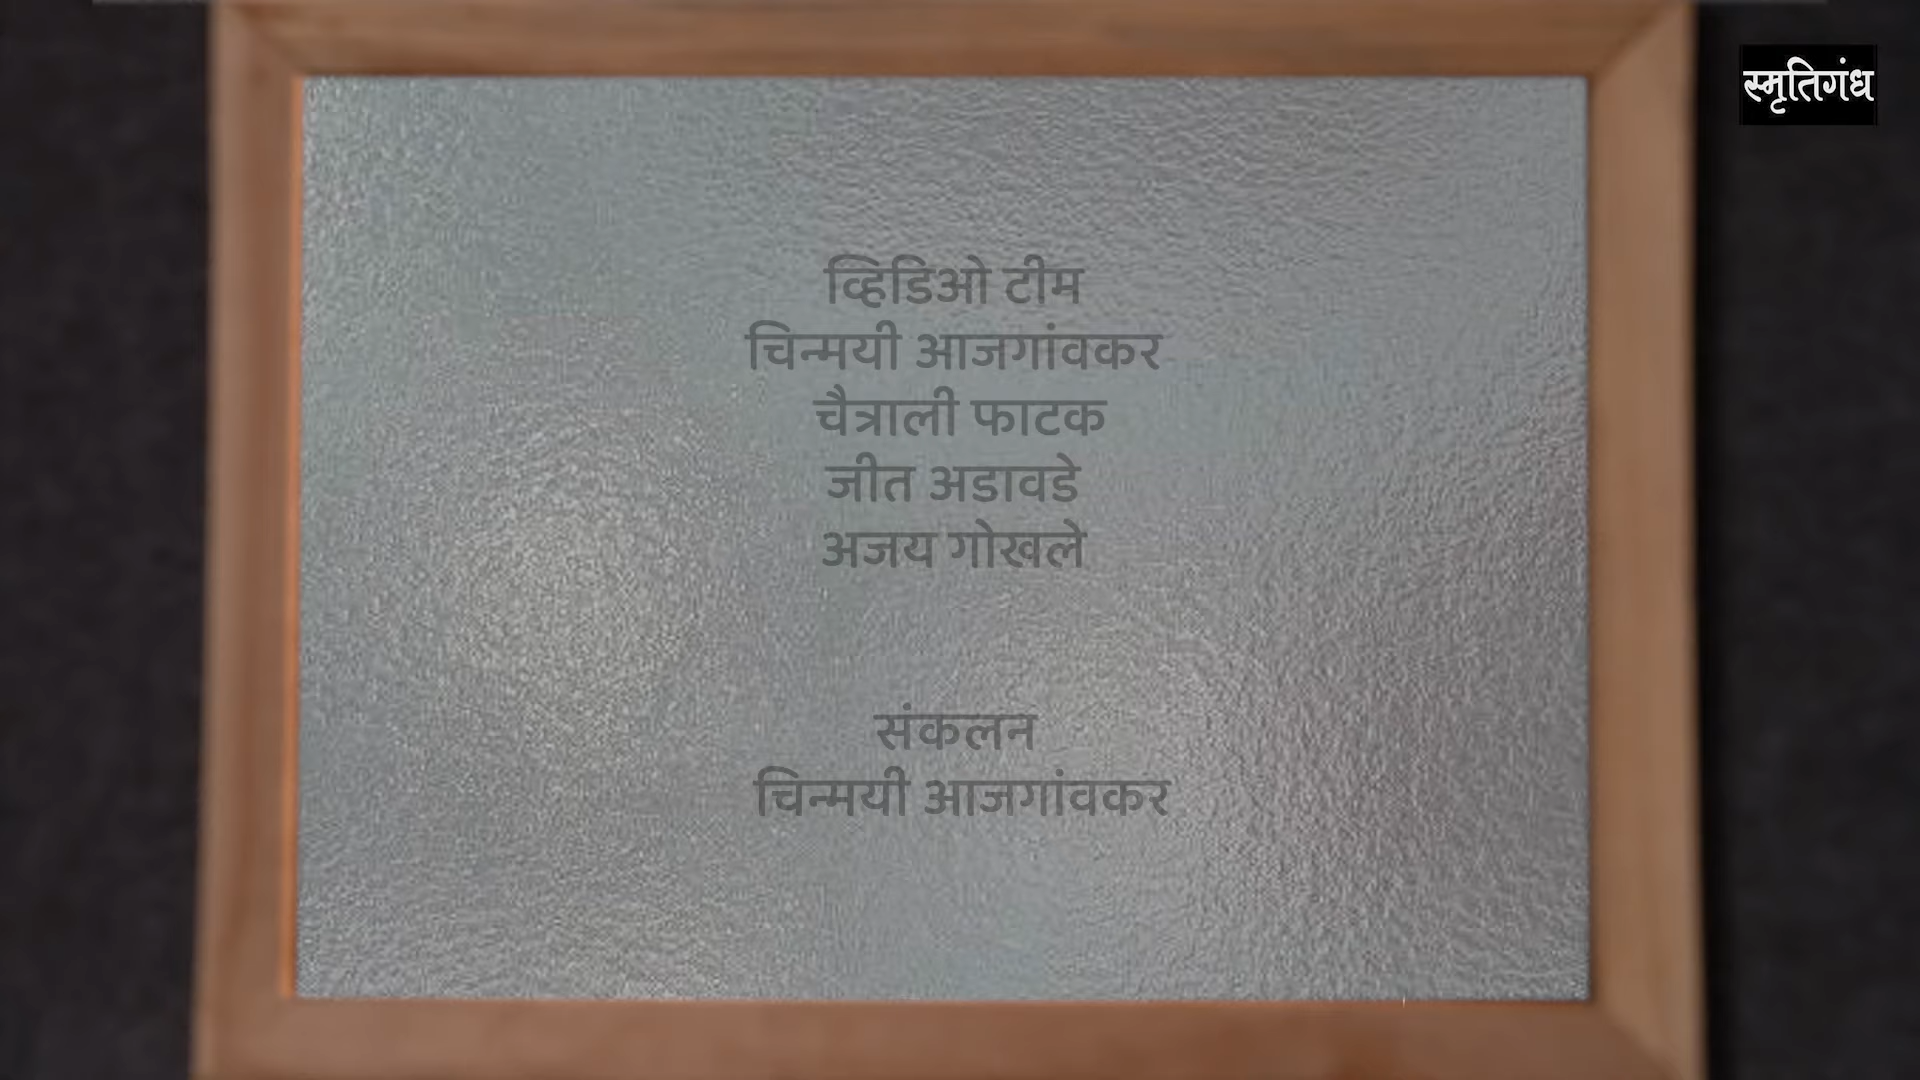 स्मृतिगंध
व्हिडिओ टीम
चिन्मयी आजगांवकर
चैत्राली फाटक
जीत अडावडे
अजय गोखले
संकलन
चिन्मयी आजगांवकर